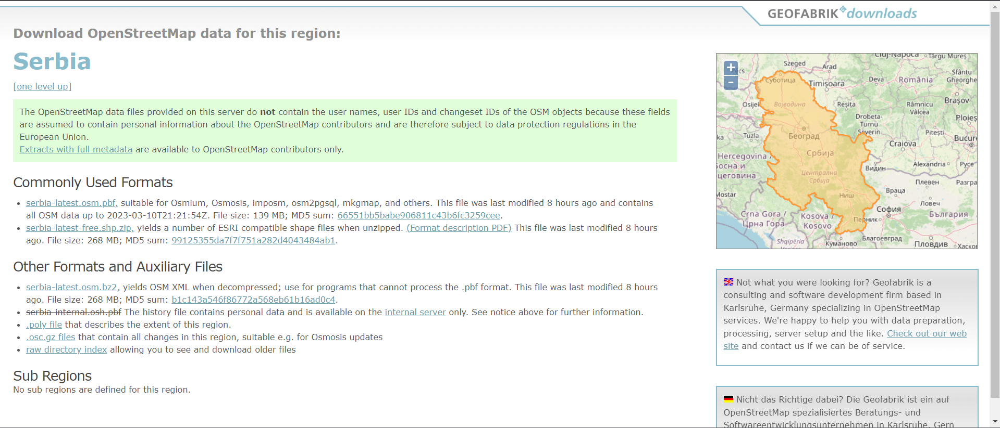 GEOFABRIK downloads
Download OpenStreetMap data for this region:
Serbia
[one level up]
The OpenStreetMap data files provided on this server do not contain the user names, user IDs and changeset IDs of the OSM objects because these fields
are assumed to contain personal information about the OpenStreetMap contributors and are therefore subject to data protection regulations in the
European Union.
Extracts with full metadata are available to OpenStreetMap contributors only.
Commonly Used Formats
• serbia-latest.osm.pbf, suitable for Osmium, Osmosis, imposm, osm2pgsql, mkgmap, and others. This file was last modified 8 hours ago and contains
all OSM data up to 2023-03-10T21:21:54Z. File size: 139 MB; MD5 sum: 66551bb5babe906811c43b6fc3259cee.
• serbia-latest-free.shp.zip, yields a number of ESRI compatible shape files when unzipped. (Format description PDF) This file was last modified 8 hours
ago. File size: 268 MB; MD5 sum: 99125355da7f7f751a282d4043484ab1.
Other Formats and Auxiliary Files
• serbia-latest.osm.bz2, yields OSM XML when decompressed; use for programs that cannot process the .pbf format. This file was last modified 8 hours
ago. File size: 268 MB; MD5 sum: b1c143a546f86772a568eb61b16ad0c4.
• serbia-internal.osh.pbf The history file contains personal data and is available on the internal server only. See notice above for further information.
• .poly file that describes the extent of this region.
• .osc.gz files that contain all changes in this region, suitable e.g. for Osmosis updates
• raw directory index allowing you to see and download older files
Sub Regions
No sub regions are defined for this region.
+
-
Cluj-Napoca
Târgu Mureș
Szeged
Arad
Sfântu
Gheorghe
Суботица
Timișoara
Deva
România
Brașov
Osijek
Војводина
Reșița
Râmnicu
Vâlcea
Drobeta-
Turnu
Severin
Ploieș
Tuzla
Београд
Pitești
Bucure
ka
Craiova
Србија
Hercegovina /
Босна и
Херцеговина
Alexandria
Русе
Видин
Централна
Србија
Плевен
Разгра
Mostar
Ниш
Враца
Ловеч
Crna Gora /
Црна Гора
Kosova /
Kosovo
София
България
Перник
Благоевград
Shqipëria
Куманово
Пловдив
Хаско
Not what you were looking for? Geofabrik is a
consulting and software development firm based in
Karlsruhe, Germany specializing in OpenStreetMap
services. We're happy to help you with data preparation,
processing, server setup and the like. Check out our web
site and contact us if we can be of service.
Nicht das Richtige dabei? Die Geofabrik ist ein auf
OpenStreetMap spezialisiertes Beratungs- und
Softwareentwicklungsunternehmen in Karlsruhe. Gern